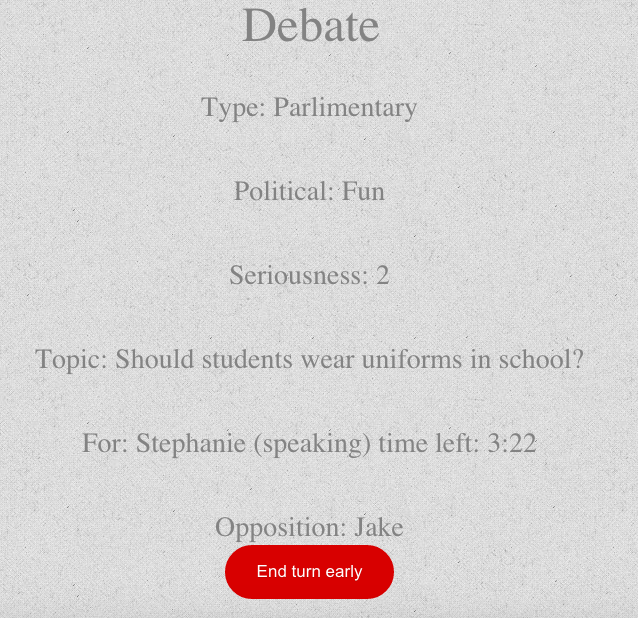 Debate
Type: Parlimentary
Political: Fun
Seriousness: 2
Topic: Should students wear uniforms in school?
For: Stephanie (speaking) time left: 3:22
Opposition: Jake
End turn early